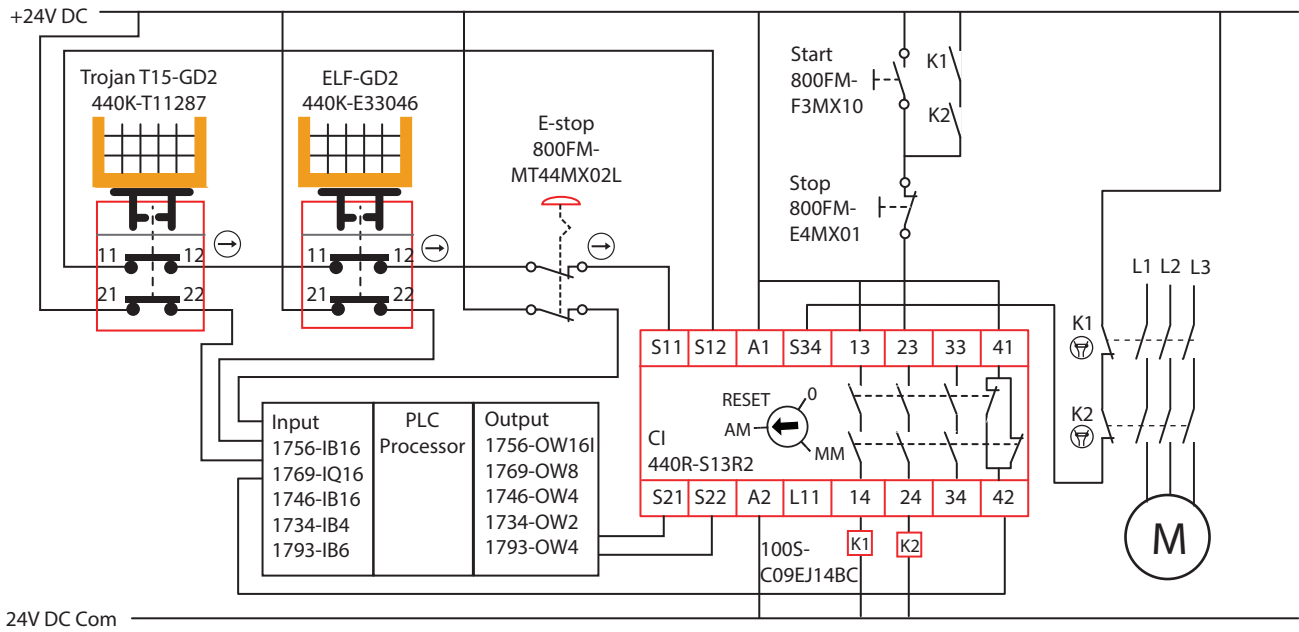 +24V DC
Trojan T15-GD2
440K-T11287
ELF-GD2
440K-E33046
E-stop
800FM-
MT44MX02L
Start
800FM-
F3MX10
K1
K2
Stop
800FM-
E4MX01
11 12
21 22
11 12
21 22
L1 L2 L3
K1
K2
M
S11 S12 A1 S34 13 23 33 41
RESET 0
AM
MM
CI
440R-S13R2
S21 S22 A2 L11 14 24 34 42
Input
1756-IB16
1769-IQ16
1746-IB16
1734-IB4
1793-IB6
PLC
Processor
Output
1756-OW16I
1769-OW8
1746-OW4
1734-OW2
1793-OW4
100S-
C09EJ14BC
K1 K2
24V DC Com